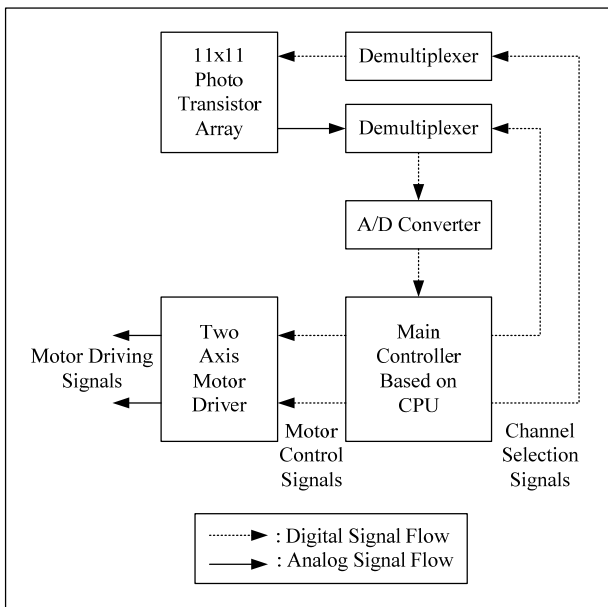 11x11
Photo
Transistor
Array
Demultiplexer
Demultiplexer
A/D Converter
Main
Controller
Based on
CPU
Two
Axis
Motor
Driver
Motor Driving
Signals
Motor
Control
Signals
Channel
Selection
Signals
: Digital Signal Flow
: Analog Signal Flow